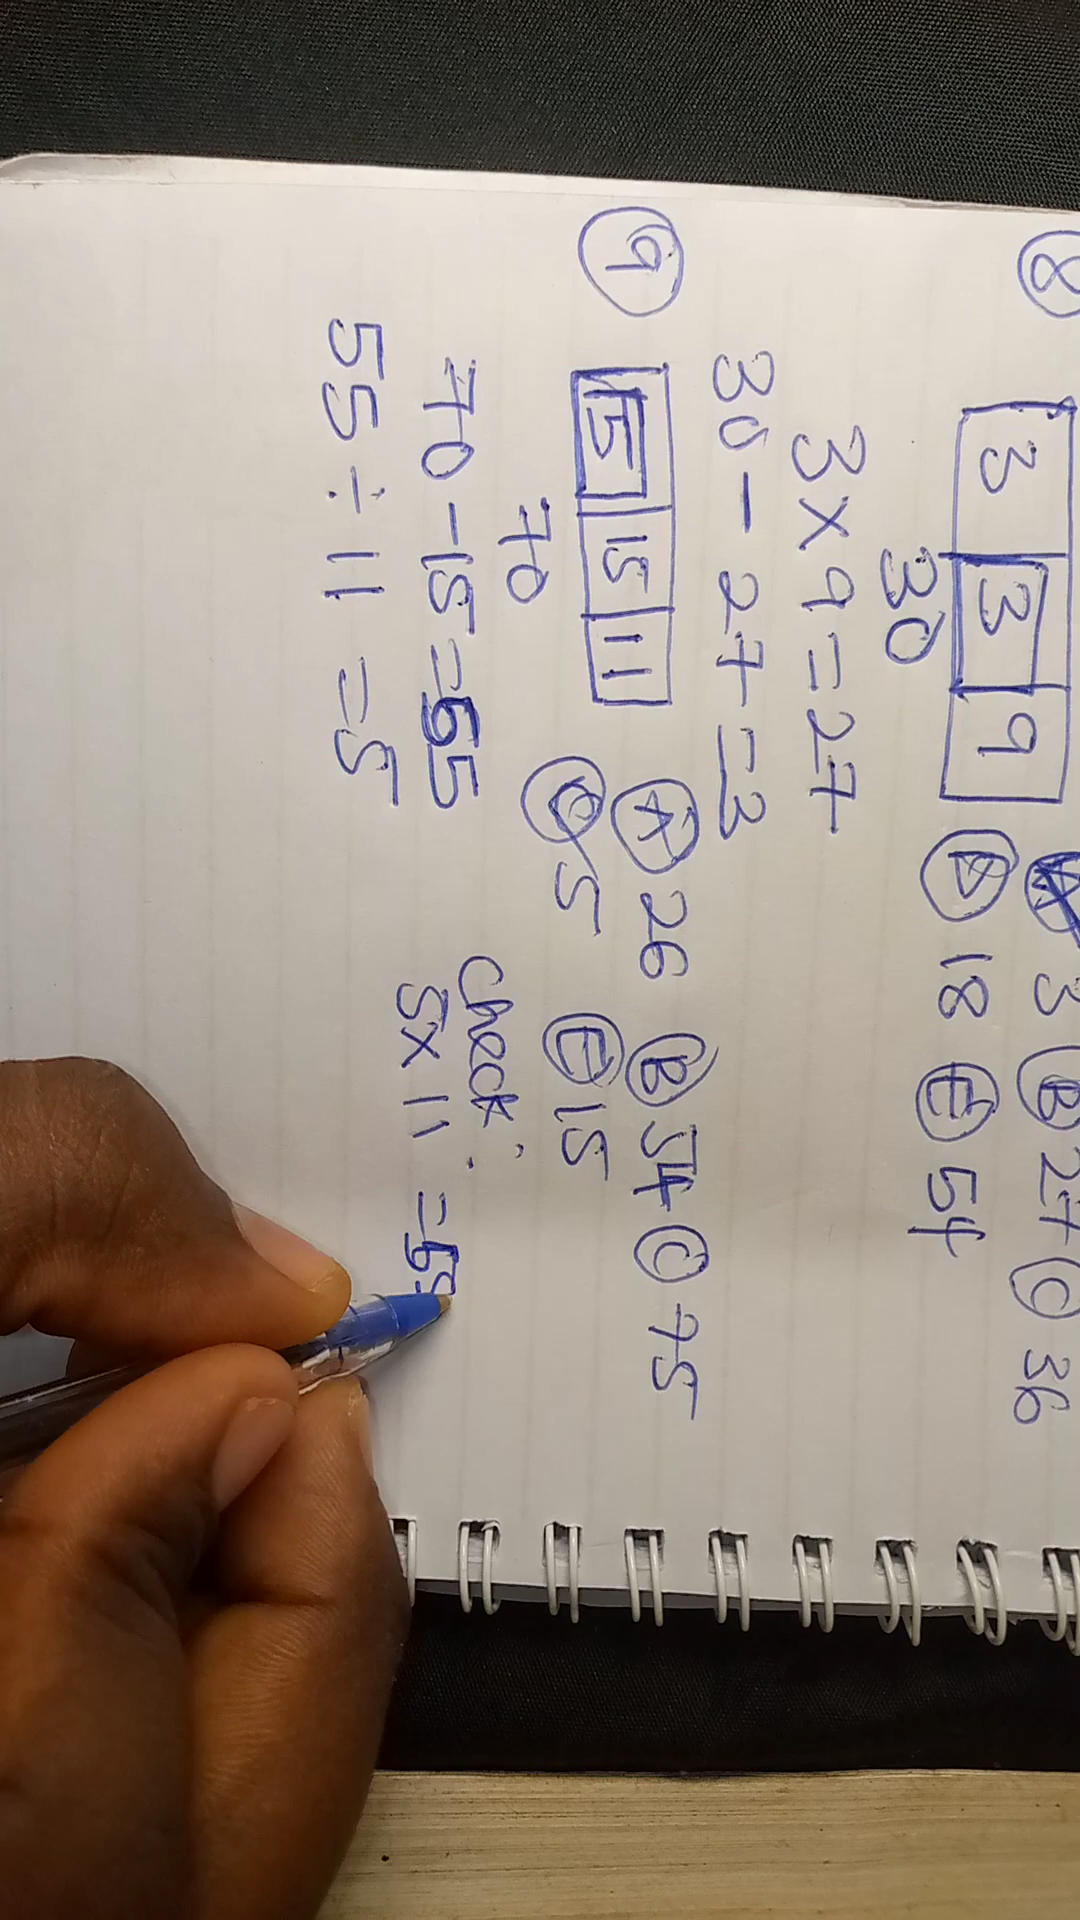 8
3 3 9 A 3 B 27 C 36
30 D 18 E 54
3 x 9 = 27
30 - 27 = 3
9
5 15 11 A 26 B 54 C 75
70 5 E 15
70 - 15 = 55 check:
55 ÷ 11 = 5 5 x 11 = 55